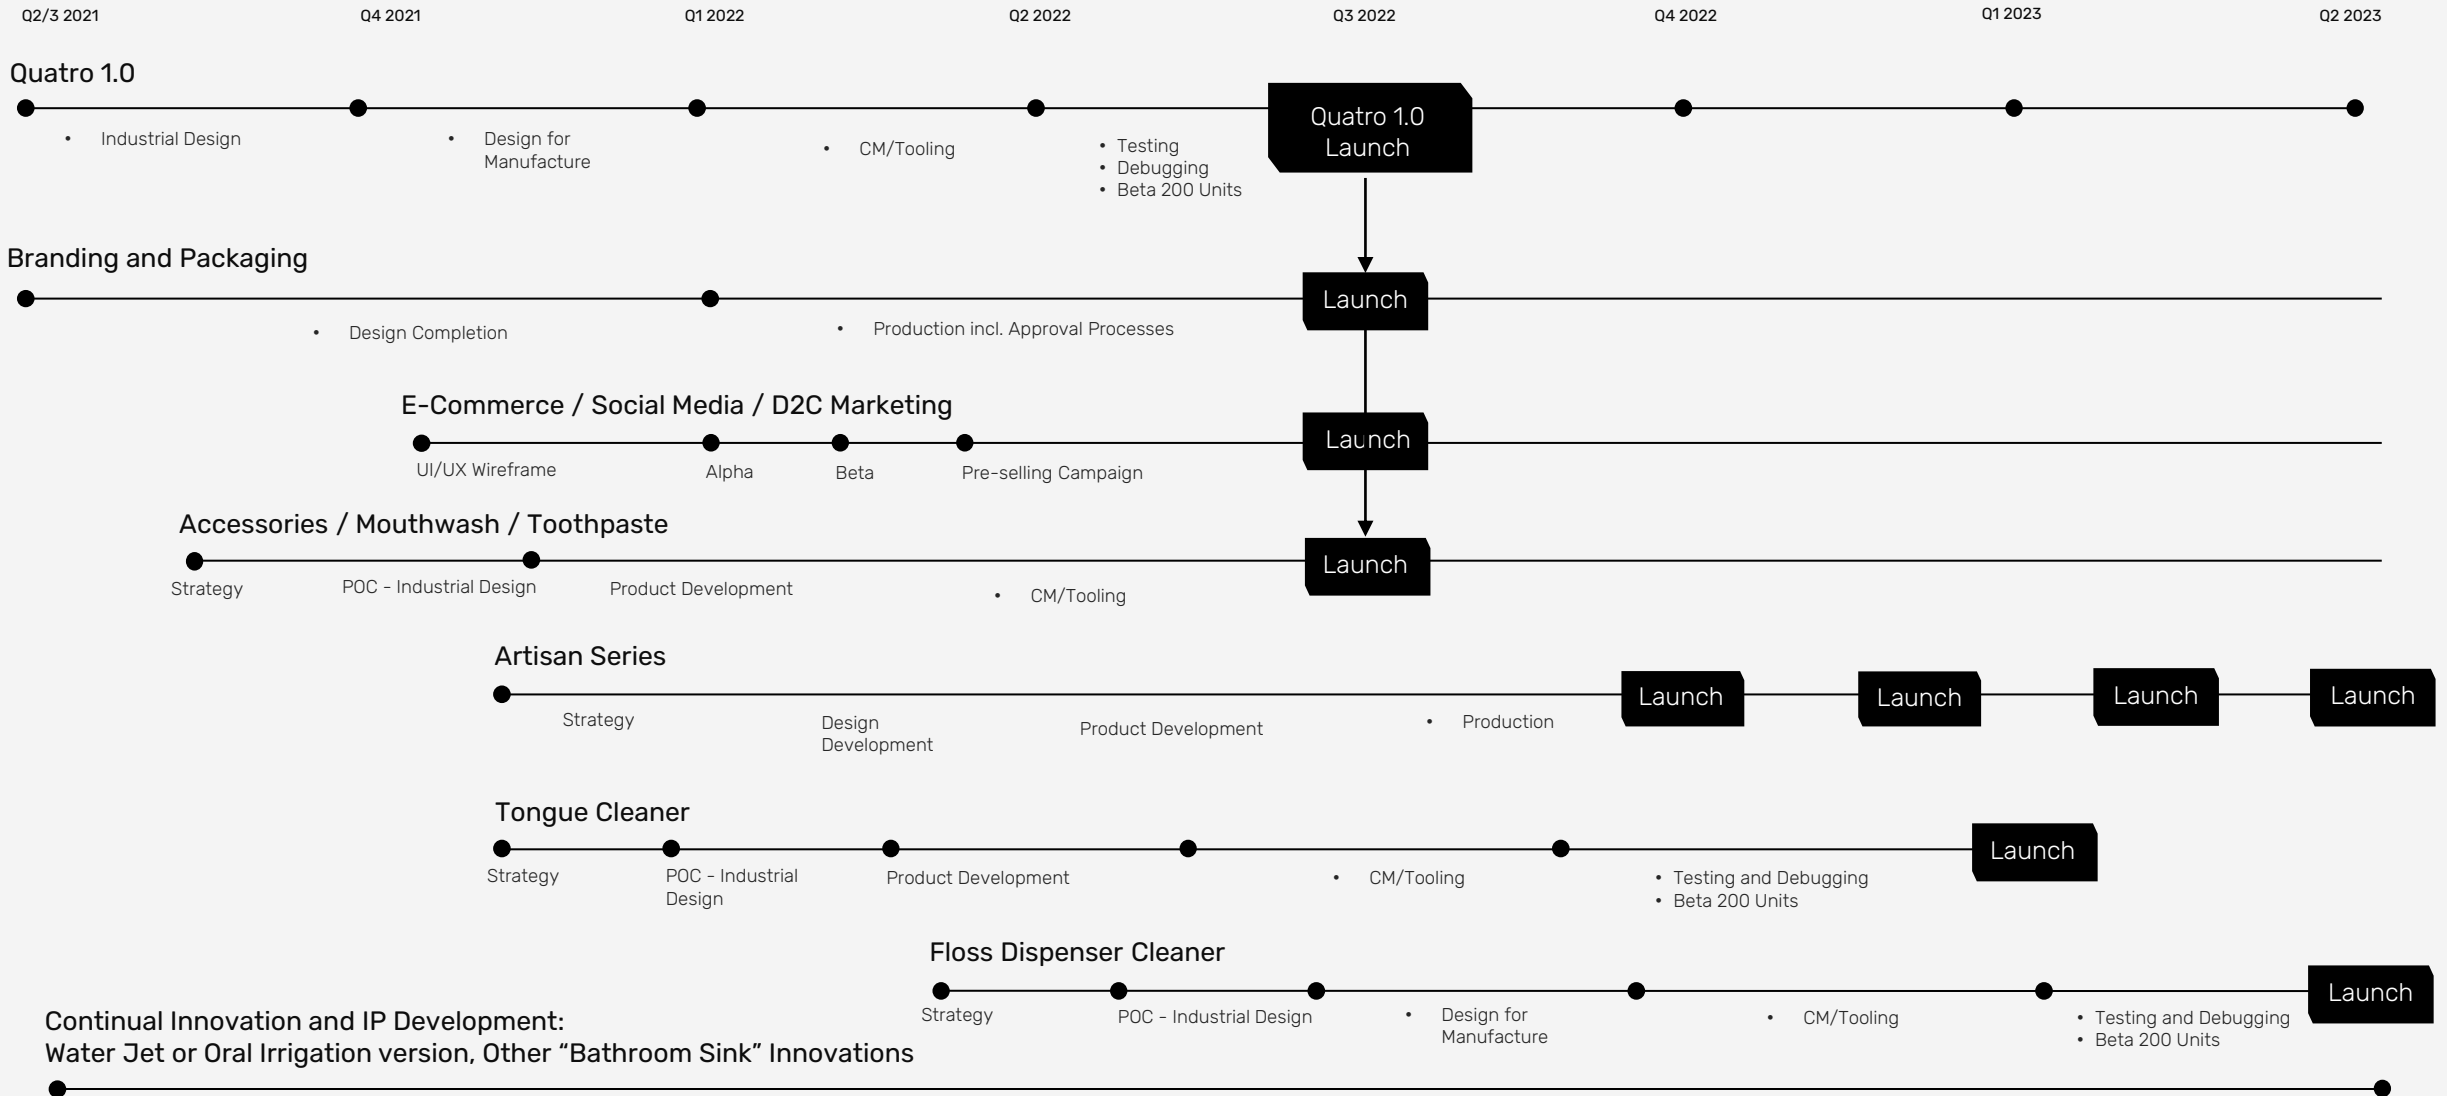 Q2/3 2021 Q4 2021 Q1 2022 Q2 2022 Q3 2022 Q4 2022 Q1 2023 Q2 2023
Quatro 1.0
• Industrial Design
• Design for
Manufacture
• CM/Tooling
• Testing
• Debugging
• Beta 200 Units
Quatro 1.0
Launch
Branding and Packaging
• Design Completion
• Production incl. Approval Processes
Launch
E-Commerce / Social Media / D2C Marketing
UI/UX Wireframe
Alpha
Beta
Pre-selling Campaign
Launch
Accessories / Mouthwash / Toothpaste
Strategy
POC - Industrial Design
Product Development
• CM/Tooling
Launch
Artisan Series
Strategy
Design
Development
Product Development
• Production
Launch
Launch
Launch
Launch
Tongue Cleaner
Strategy
POC - Industrial
Design
Product Development
• CM/Tooling
• Testing and Debugging
• Beta 200 Units
Launch
Floss Dispenser Cleaner
Strategy
POC - Industrial Design
• Design for
Manufacture
• CM/Tooling
• Testing and Debugging
• Beta 200 Units
Launch
Continual Innovation and IP Development:
Water Jet or Oral Irrigation version, Other “Bathroom Sink” Innovations